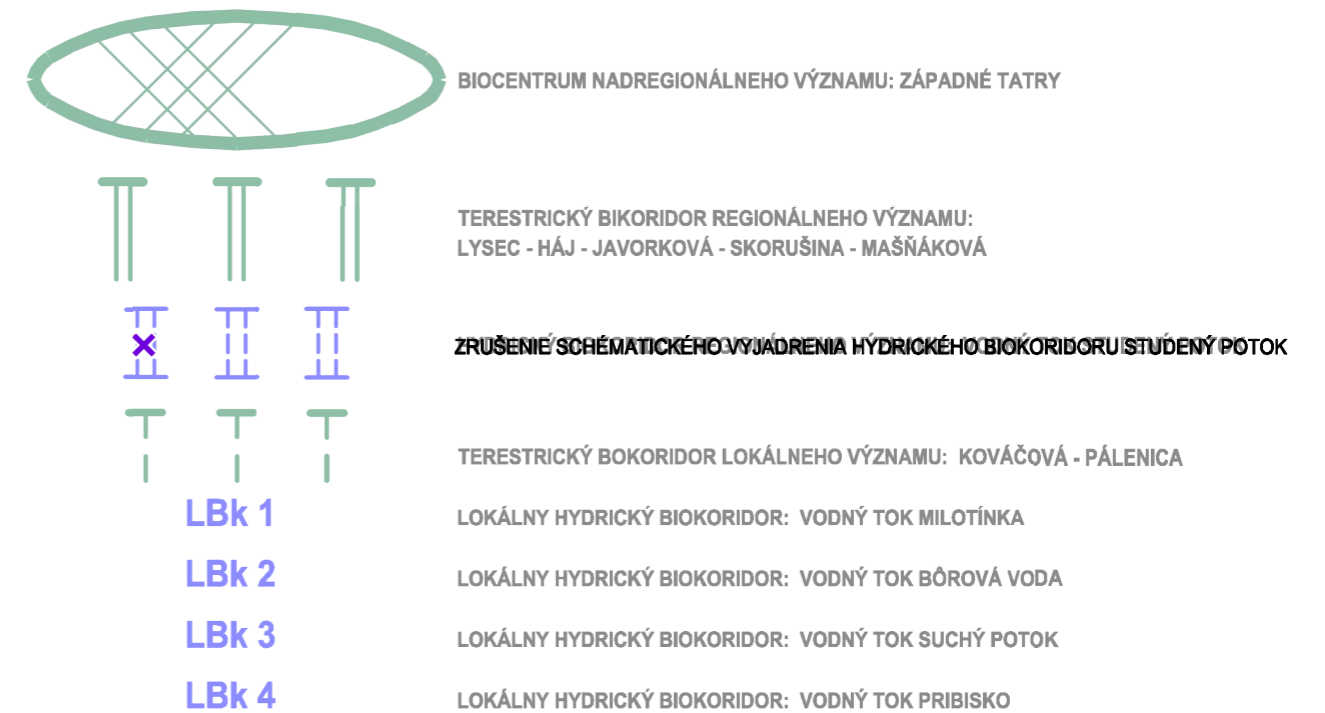 BIOCENTRUM NADREGIONÁLNEHO VÝZNAMU: ZÁPADNÉ TATRY
TERESTRICKÝ BIKORIDOR REGIONÁLNEHO VÝZNAMU:
LYSEC - HÁJ - JAVORKOVÁ - SKORUŠINA - MAŠŇÁKOVÁ
ZRUŠENIE SCHÉMATICKÉHO VYJADRENIA HYDRICKÉHO BIOKORIDORU STUDENÝ POTOK
TERESTRICKÝ BOKORIDOR LOKÁLNEHO VÝZNAMU: KOVÁČOVÁ - PÁLENICA
LBk 1 LOKÁLNY HYDRICKÝ BIOKORIDOR: VODNÝ TOK MILOTÍNKA
LBk 2 LOKÁLNY HYDRICKÝ BIOKORIDOR: VODNÝ TOK BÔROVÁ VODA
LBk 3 LOKÁLNY HYDRICKÝ BIOKORIDOR: VODNÝ TOK SUCHÝ POTOK
LBk 4 LOKÁLNY HYDRICKÝ BIOKORIDOR: VODNÝ TOK PRIBISKO